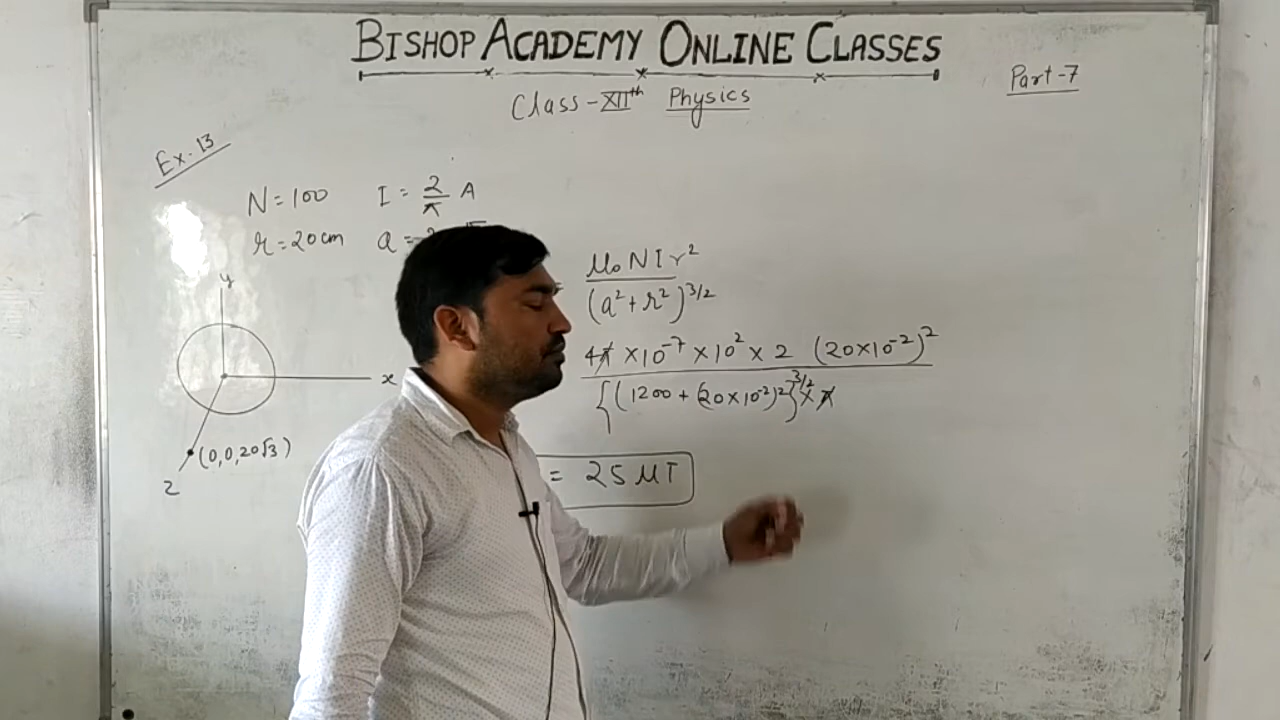 BISHOP ACADEMY ONLINE CLASSES
Class-XIIth Physics
Part-7
Ex. 13
N=100 I = 2/π A
r=20cm a =
μ₀ N I r²
(a²+r²)^3/2
4π ×10⁻⁷ ×10² × 2 (20×10⁻²)²
{(1200 + (20×10⁻²)²}^3/2 × π
= 25 μT
y
x
(0,0,20√3)
z